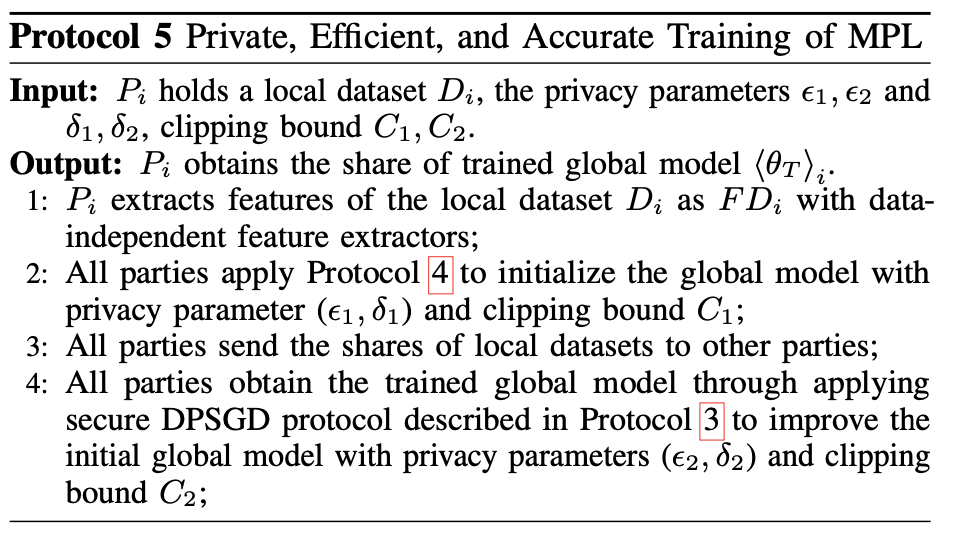 Protocol 5 Private, Efficient, and Accurate Training of MPL
Input: $P_i$ holds a local dataset $D_i$, the privacy parameters $\epsilon_1, \epsilon_2$ and
$\delta_1, \delta_2$, clipping bound $C_1, C_2$.
Output: $P_i$ obtains the share of trained global model $\langle\theta_T\rangle_i$.
1: $P_i$ extracts features of the local dataset $D_i$ as $FD_i$ with data-
independent feature extractors;
2: All parties apply Protocol 4 to initialize the global model with
privacy parameter $(\epsilon_1, \delta_1)$ and clipping bound $C_1$;
3: All parties send the shares of local datasets to other parties;
4: All parties obtain the trained global model through applying
secure DPSGD protocol described in Protocol 3 to improve the
initial global model with privacy parameters $(\epsilon_2, \delta_2)$ and clipping
bound $C_2$;